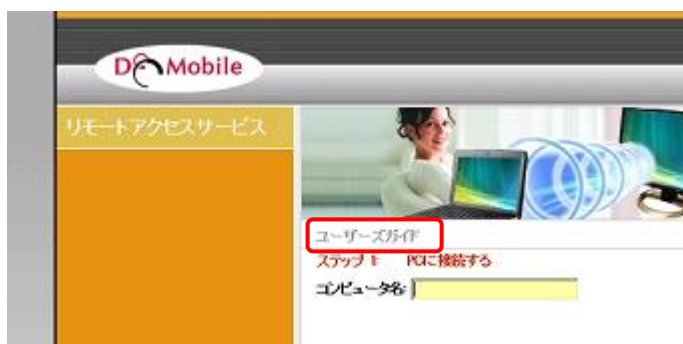 DoMobile
リモートアクセスサービス
ユーザーズガイド
ステップ 1: PCに接続する
コンピュータ名: